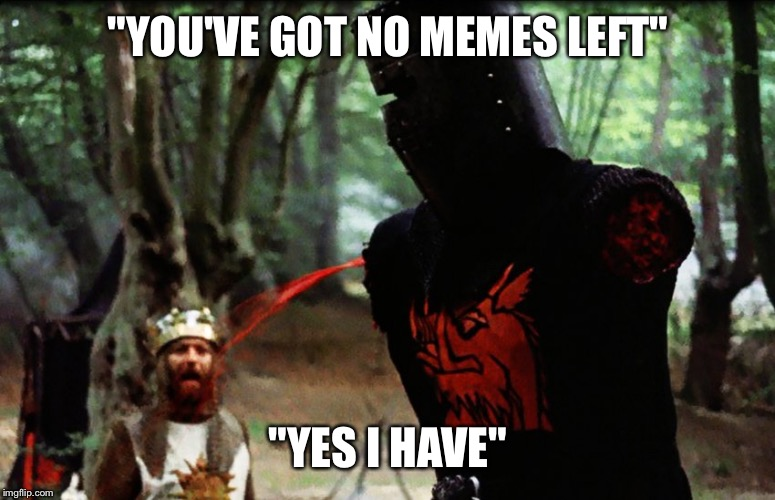 "YOU'VE GOT NO MEMES LEFT"
"YES I HAVE"
imgflip.com